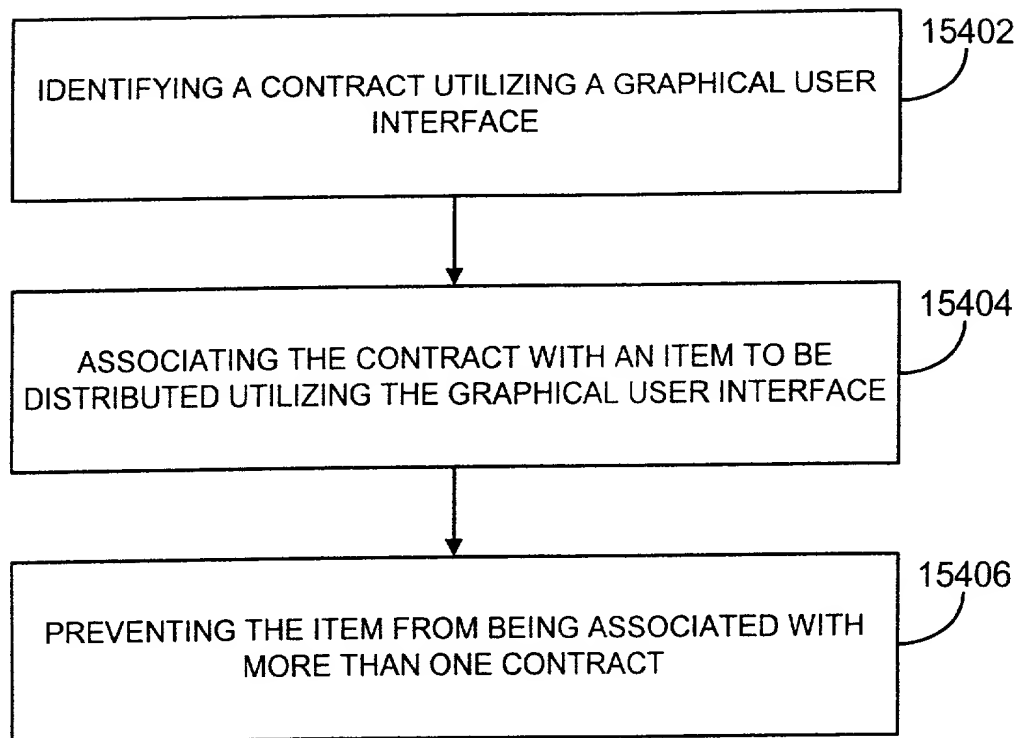 15402
IDENTIFYING A CONTRACT UTILIZING A GRAPHICAL USER
INTERFACE
15404
ASSOCIATING THE CONTRACT WITH AN ITEM TO BE
DISTRIBUTED UTILIZING THE GRAPHICAL USER INTERFACE
15406
PREVENTING THE ITEM FROM BEING ASSOCIATED WITH
MORE THAN ONE CONTRACT